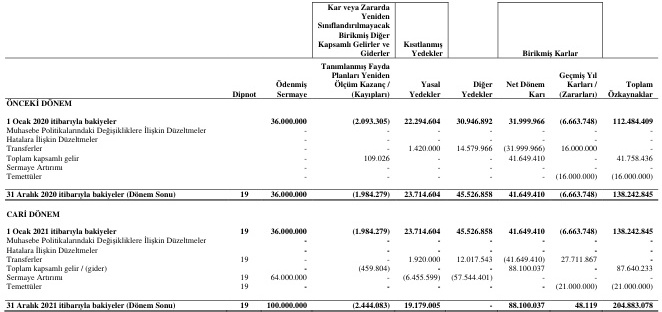 Kar veya Zararda
Yeniden
Sınıflandırılmayacak
Birikmiş Diğer
Kapsamlı Gelirler ve Kısıtlanmış
Giderler Yedekler Birikmiş Karlar
Tanımlanmış Fayda Geçmiş Yıl
Ödenmiş Planları Yeniden Yasal Diğer Net Dönem Karları / Toplam
Dipnot Sermaye Ölçüm Kazanç / (Kayıpları) Yedekler Yedekler Karı (Zararları) Özkaynaklar
ÖNCEKİ DÖNEM
1 Ocak 2020 itibarıyla bakiyeler 36.000.000 (2.093.305) 22.294.604 30.946.892 31.999.966 (6.663.748) 112.484.409
Muhasebe Politikalarındaki Değişikliklere İlişkin Düzeltmeler - - - - - - -
Hatalara İlişkin Düzeltmeler - - - - - - -
Transferler - - 1.420.000 14.579.966 (31.999.966) 16.000.000 -
Toplam kapsamlı gelir - 109.026 - - 41.649.410 - 41.758.436
Sermaye Artırımı - - - - - - -
Temettüler - - - - - (16.000.000) (16.000.000)
31 Aralık 2020 itibarıyla bakiyeler (Dönem Sonu) 19 36.000.000 (1.984.279) 23.714.604 45.526.858 41.649.410 (6.663.748) 138.242.845
CARİ DÖNEM
1 Ocak 2021 itibarıyla bakiyeler 19 36.000.000 (1.984.279) 23.714.604 45.526.858 41.649.410 (6.663.748) 138.242.845
Muhasebe Politikalarındaki Değişikliklere İlişkin Düzeltmeler - - - - - - -
Hatalara İlişkin Düzeltmeler - - - - - - -
Transferler 19 - - 1.920.000 12.017.543 (41.649.410) 27.711.867 -
Toplam kapsamlı gelir / (gider) - (459.804) - - 88.100.037 - 87.640.233
Sermaye Artırımı 19 64.000.000 - (6.455.599) (57.544.401) - - -
Temettüler 19 - - - - - (21.000.000) (21.000.000)
31 Aralık 2021 itibarıyla bakiyeler (Dönem Sonu) 19 100.000.000 (2.444.083) 19.179.005 - 88.100.037 48.119 204.883.078